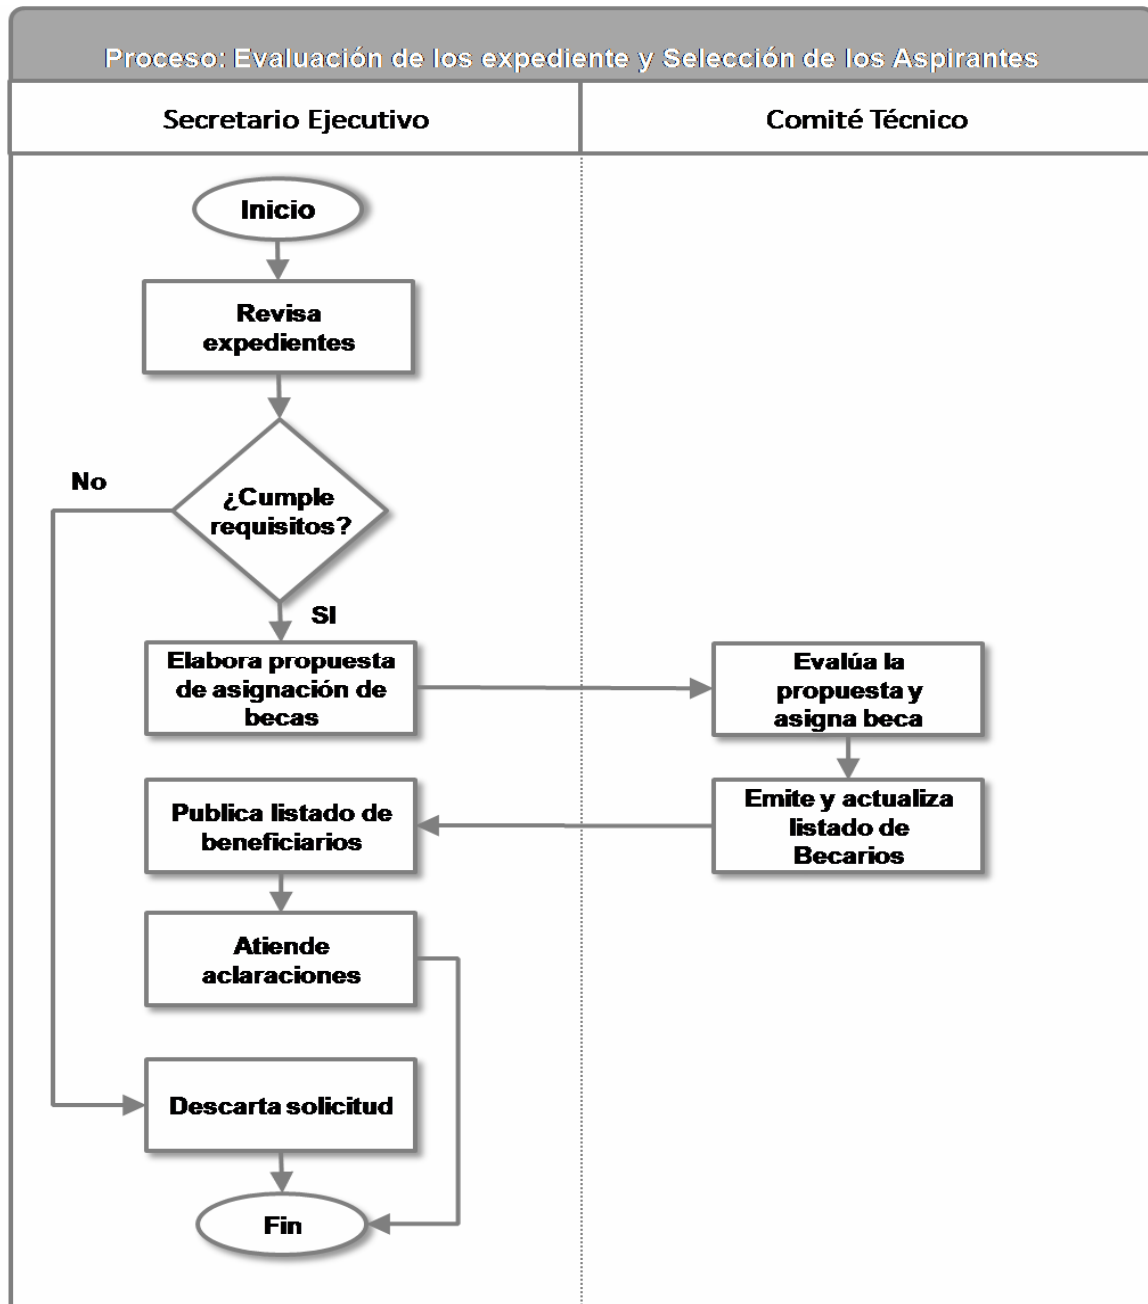 Proceso: Evaluación de los expediente y Selección de los Aspirantes
Secretario Ejecutivo
Comité Técnico
Inicio
Revisa
expedientes
No
¿Cumple
requisitos?
SI
Elabora propuesta
de asignación de
becas
Evalúa la
propuesta y
asigna beca
Emite y actualiza
listado de
Becarios
Publica listado de
beneficiarios
Atiende
aclaraciones
Descarta solicitud
Fin